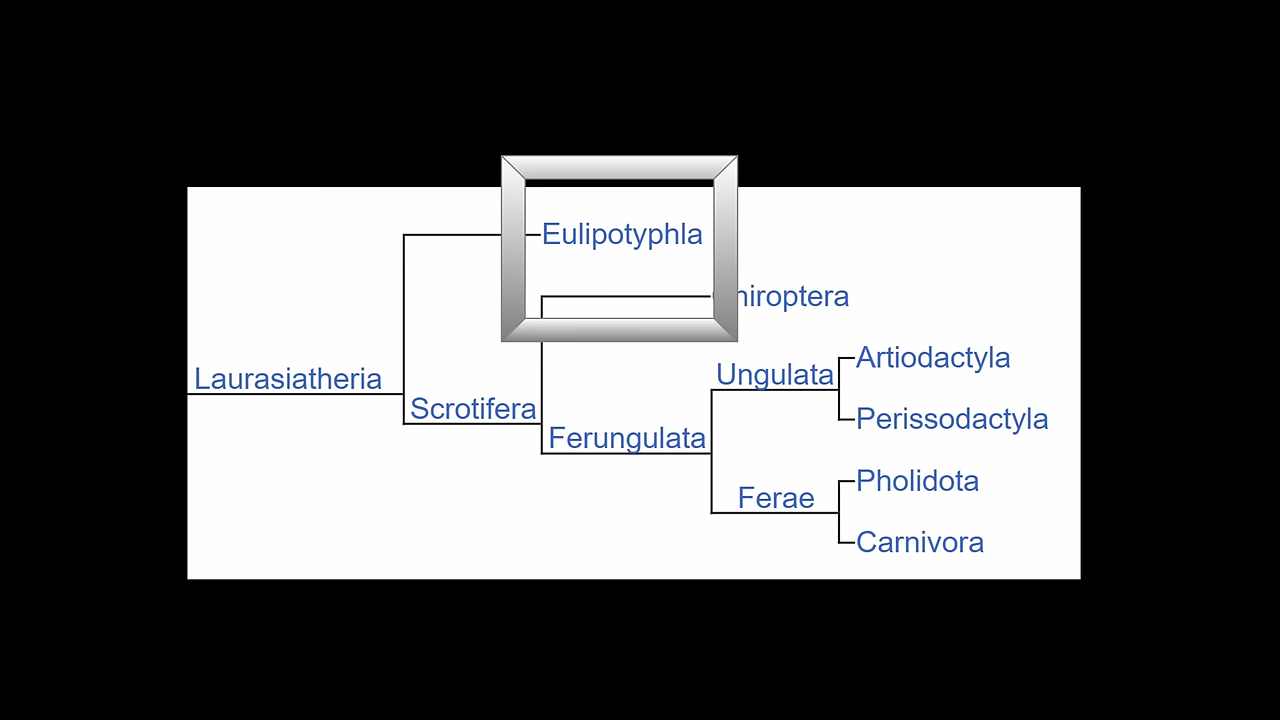 Eulipotyphla
hiroptera
Artiodactyla
Ungulata
Laurasiatheria
Scrotifera
Perissodactyla
Ferungulata
Pholidota
Ferae
Carnivora